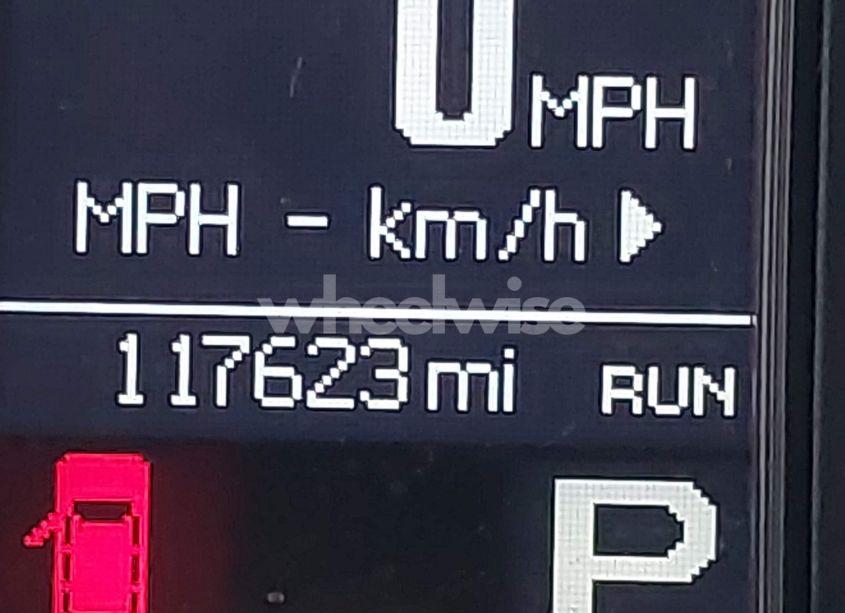 0 MPH
MPH - km/h
wheelwise
117623 mi RUN
P